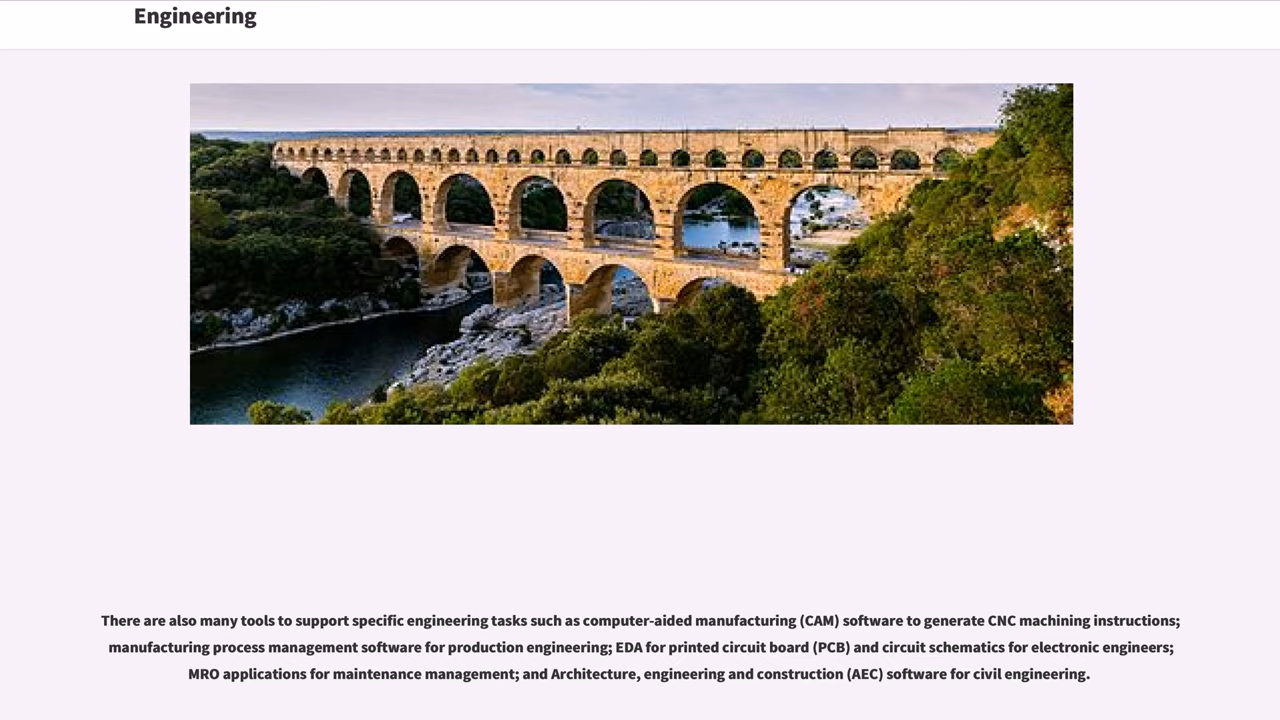 Engineering
There are also many tools to support specific engineering tasks such as computer-aided manufacturing (CAM) software to generate CNC machining instructions;
manufacturing process management software for production engineering; EDA for printed circuit board (PCB) and circuit schematics for electronic engineers;
MRO applications for maintenance management; and Architecture, engineering and construction (AEC) software for civil engineering.